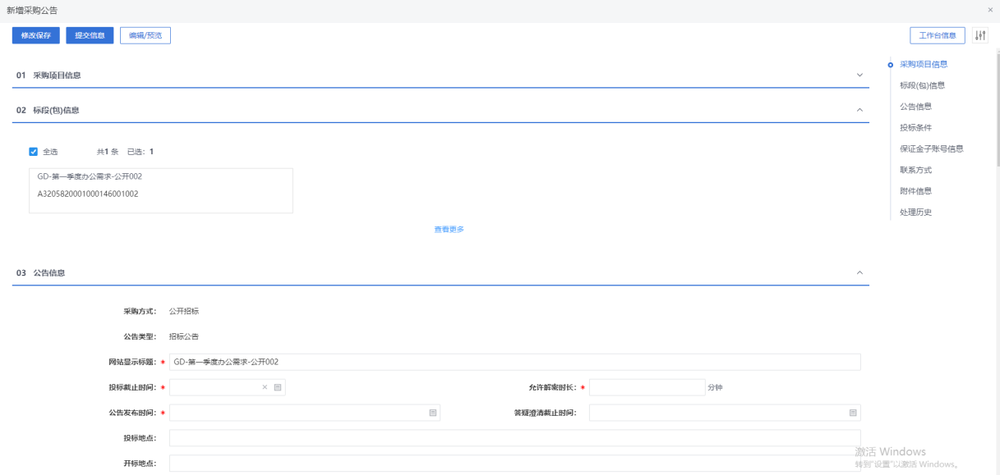 新增采购公告 ×
修改保存 提交信息 编辑/预览 工作台信息
01 采购项目信息
02 标段(包)信息
全选 共1 条 已选: 1
GD-第一季度办公需求-公开002
A3205820001000146001002
查看更多
03 公告信息
采购方式: 公开招标
公告类型: 招标公告
网站显示标题: * GD-第一季度办公需求-公开002
投标截止时间: * × 允许解密时长: * 分钟
公告发布时间: * 答疑澄清截止时间:
投标地点:
开标地点:
采购项目信息
标段(包)信息
公告信息
投标条件
保证金子账号信息
联系方式
附件信息
处理历史
激活 Windows
转到"设置"以激活 Windows。